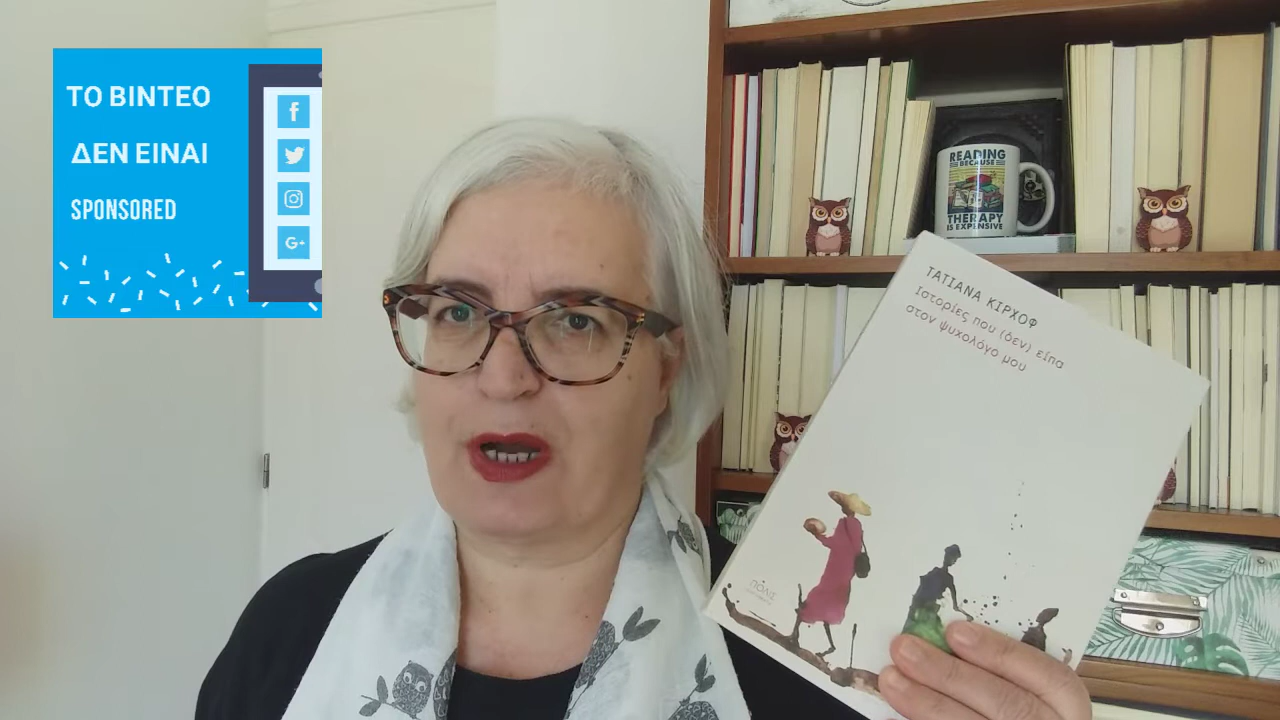 ΤΟ ΒΙΝΤΕΟ
ΔΕΝ ΕΙΝΑΙ
SPONSORED
f
G+
READING
BECAUSE
THERAPY
IS EXPENSIVE
ΤΑΤΙΑΝΑ ΚΙΡΧΟΦ
Ιστορίες που (δεν) είπα
στον ψυχολόγο μου
ΠΟΛΙΣ